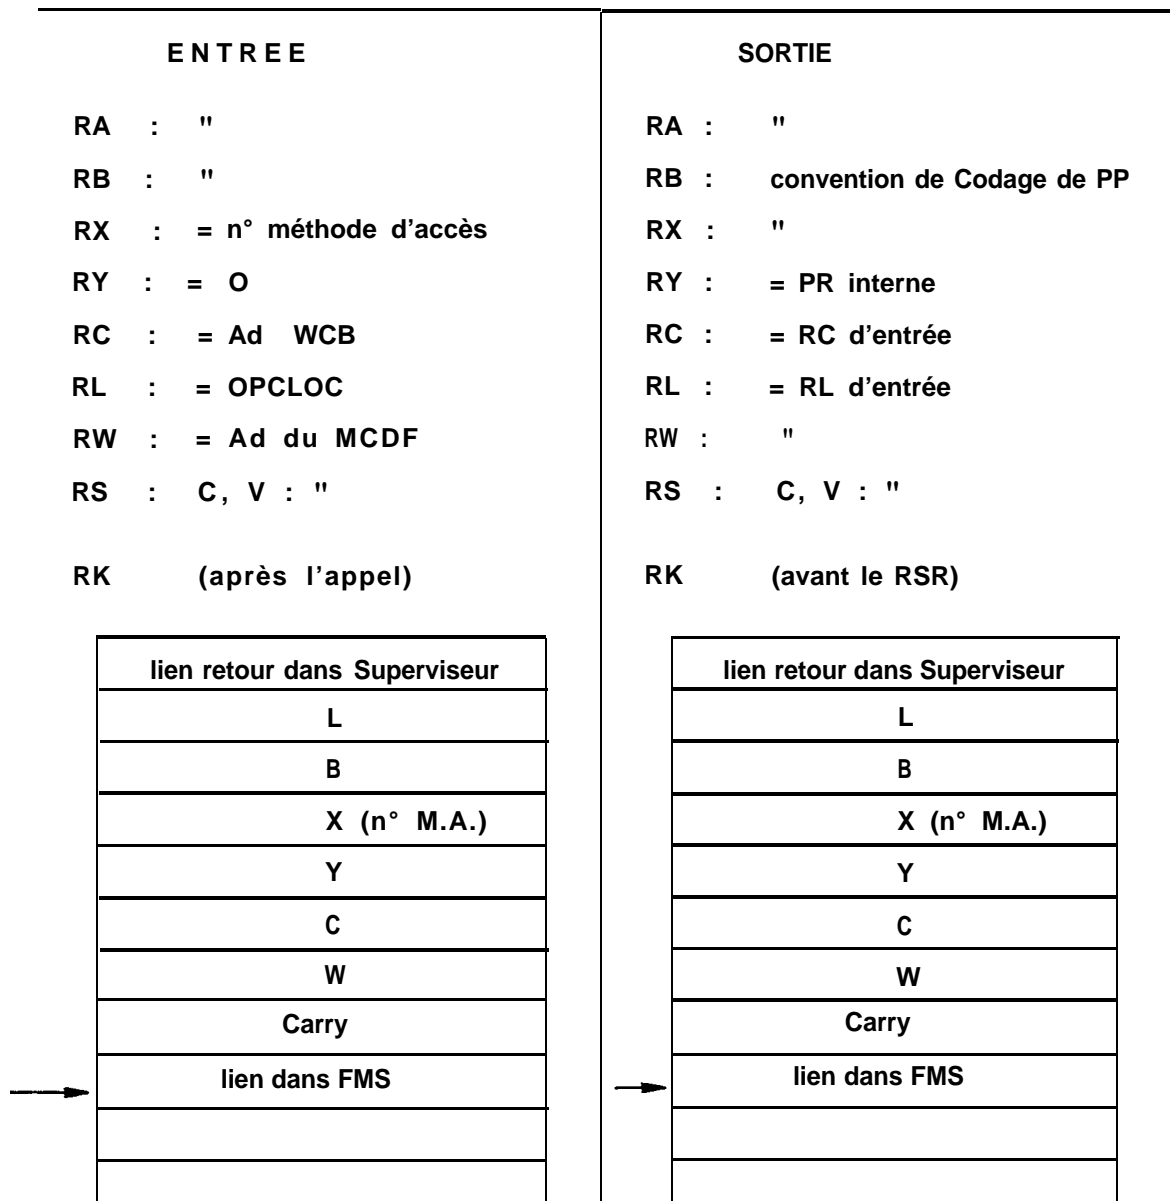 ENTREE
RA : "
RB : "
RX : = n° méthode d'accès
RY : = O
RC : = Ad WCB
RL : = OPCLOC
RW : = Ad du MCDF
RS : C, V : "
RK (après l'appel)
lien retour dans Superviseur
L
B
X (n° M.A.)
Y
C
W
Carry
lien dans FMS
SORTIE
RA : "
RB : convention de Codage de PP
RX : "
RY : = PR interne
RC : = RC d'entrée
RL : = RL d'entrée
RW : "
RS : C, V : "
RK (avant le RSR)
lien retour dans Superviseur
L
B
X (n° M.A.)
Y
C
W
Carry
lien dans FMS